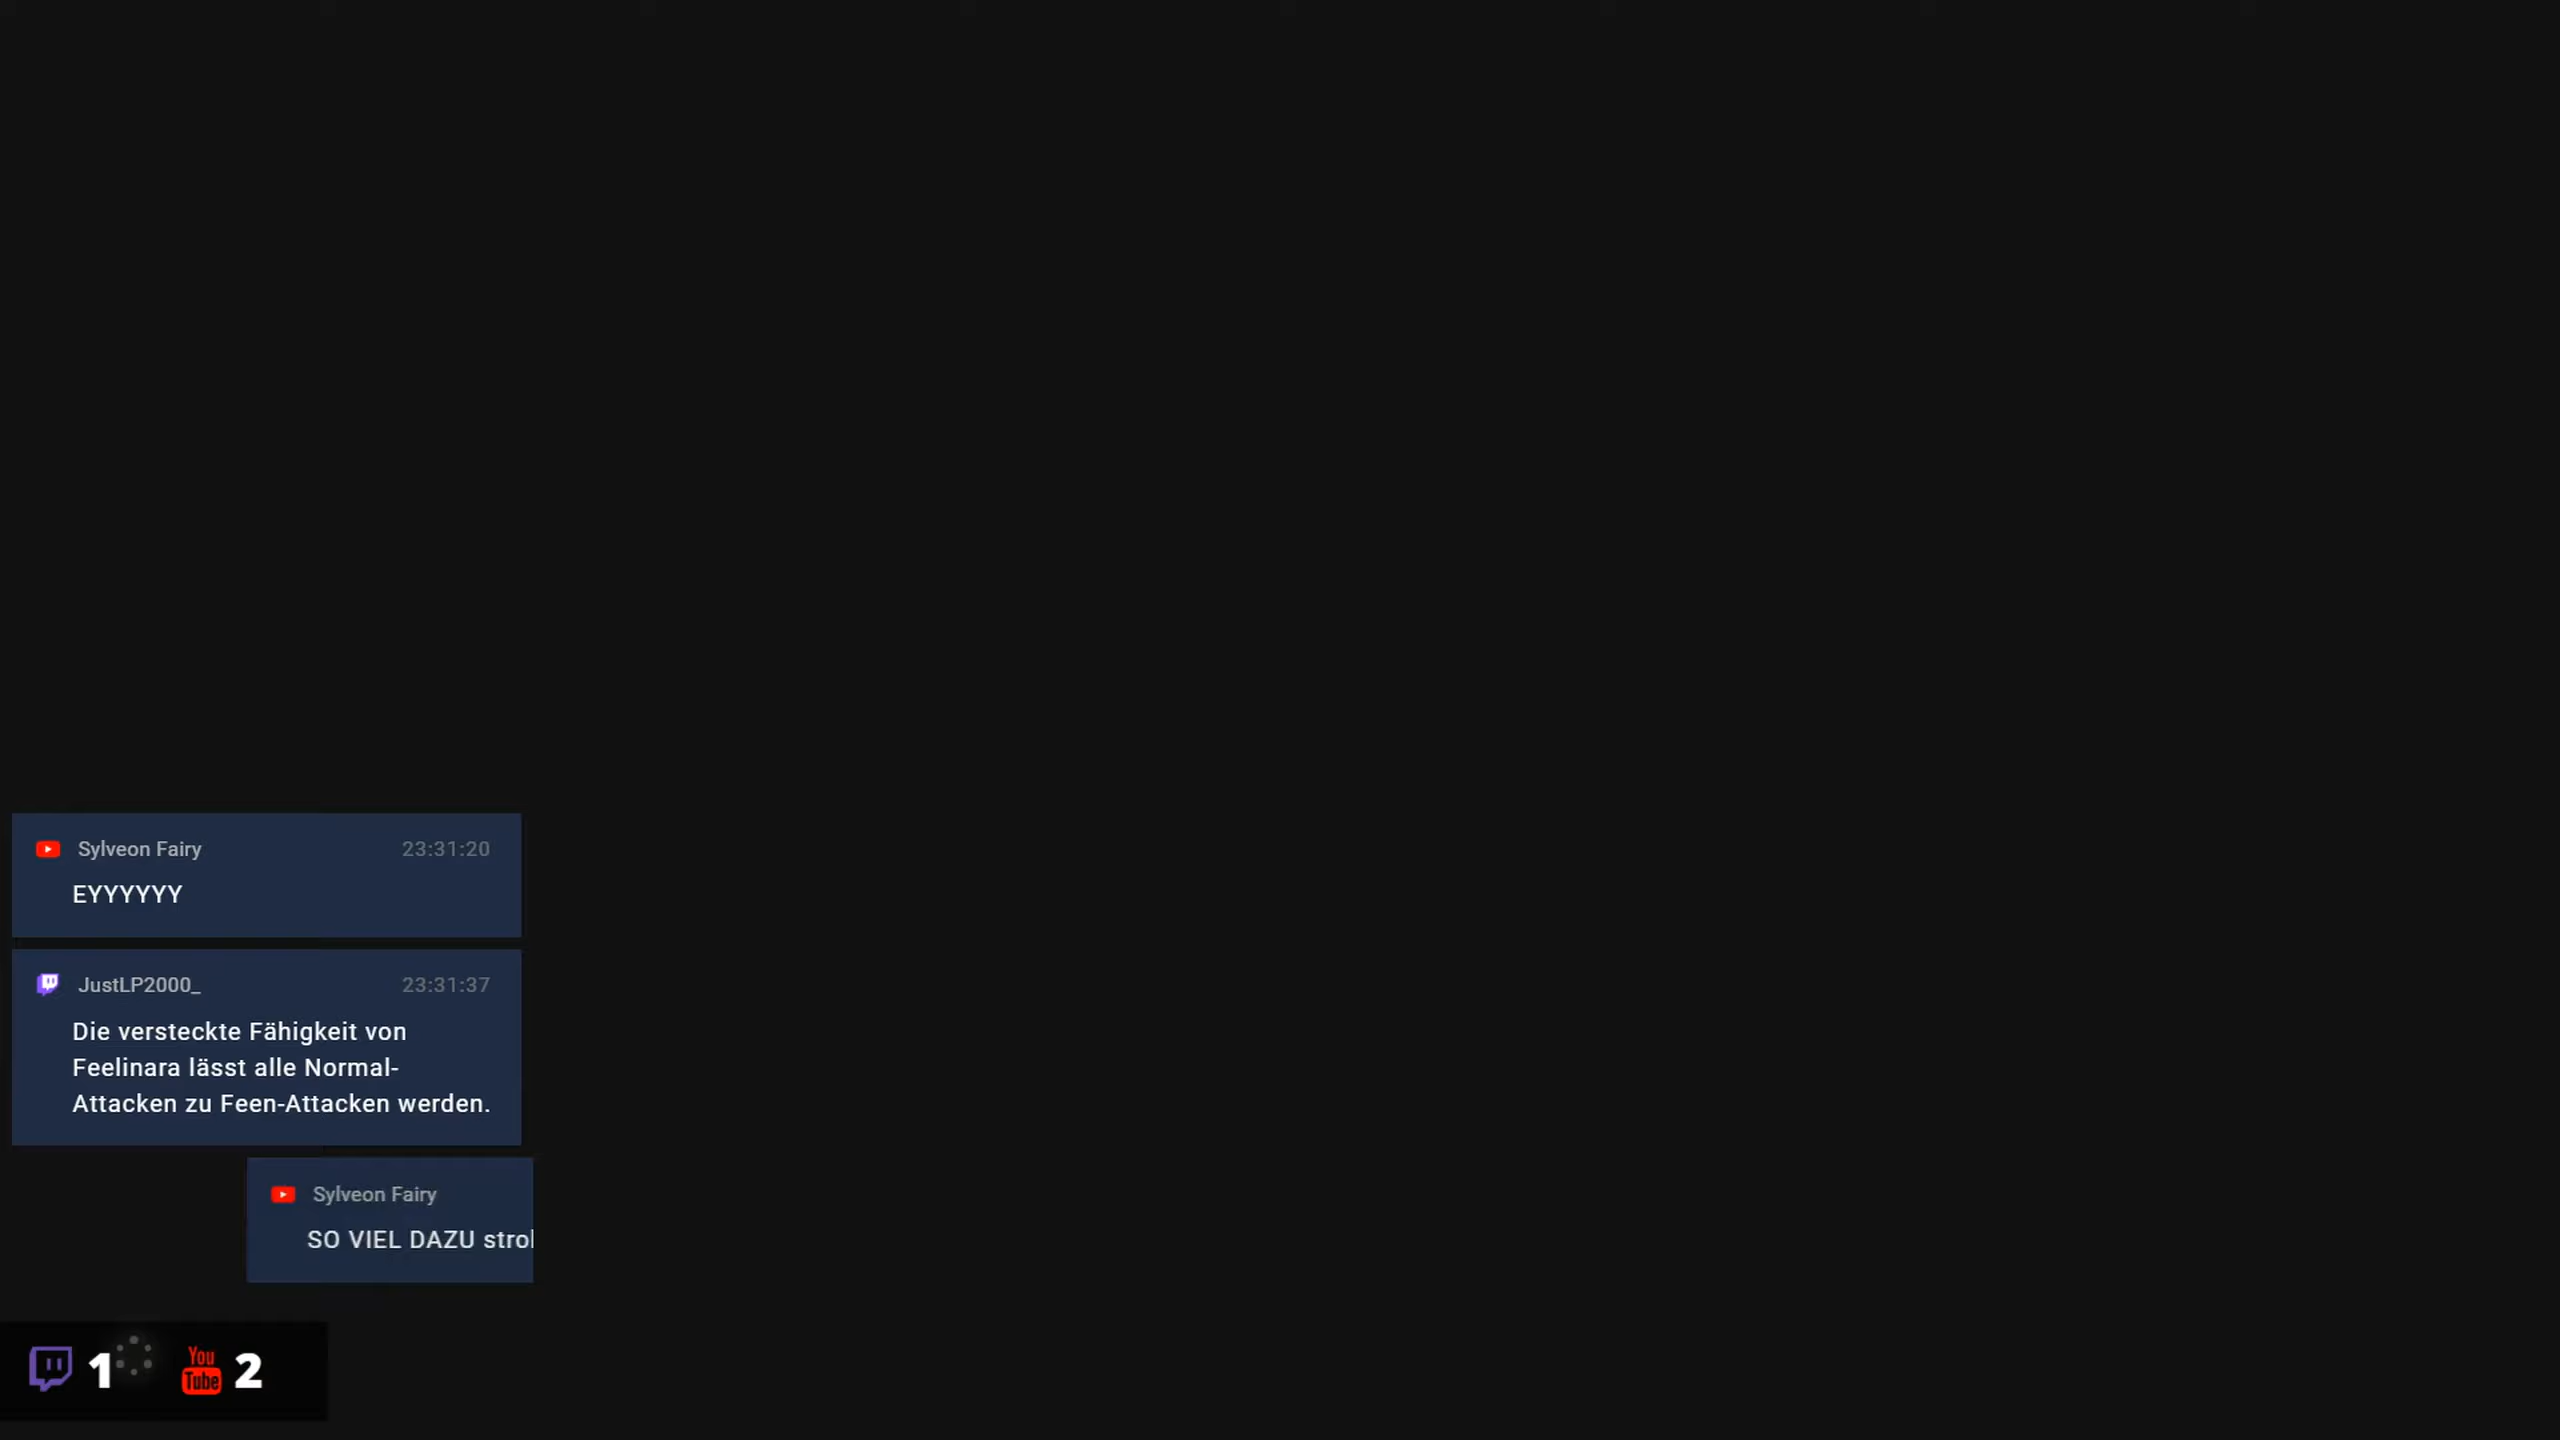 Sylveon Fairy 23:31:20
EYYYYYY
JustLP2000_ 23:31:37
Die versteckte Fähigkeit von
Feelinara lässt alle Normal-
Attacken zu Feen-Attacken werden.
Sylveon Fairy
SO VIEL DAZU
1 You Tube 2